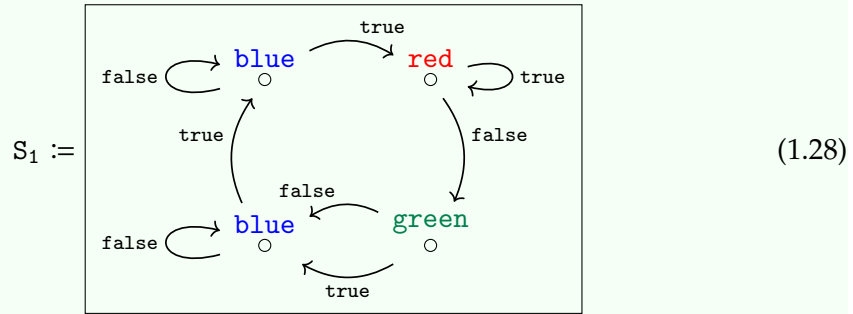 true
blue red
false true
S₁ := true false (1.28)
false
blue green
false
true